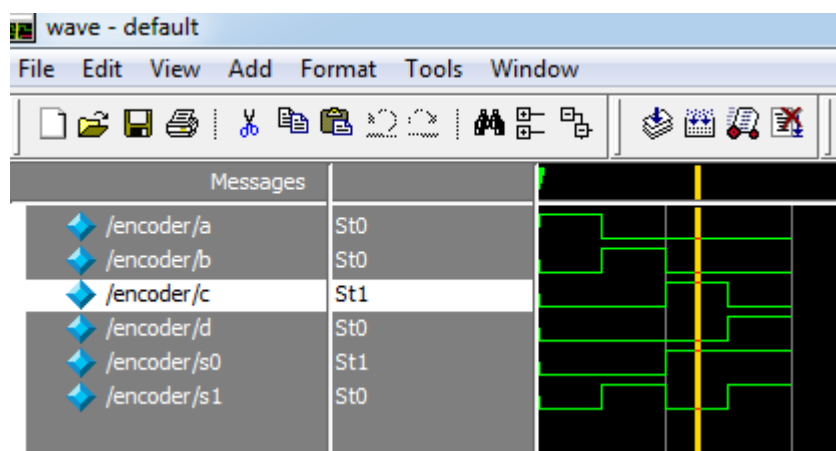 wave - default
File Edit View Add Format Tools Window
Messages
/encoder/a St0
/encoder/b St0
/encoder/c St1
/encoder/d St0
/encoder/s0 St1
/encoder/s1 St0